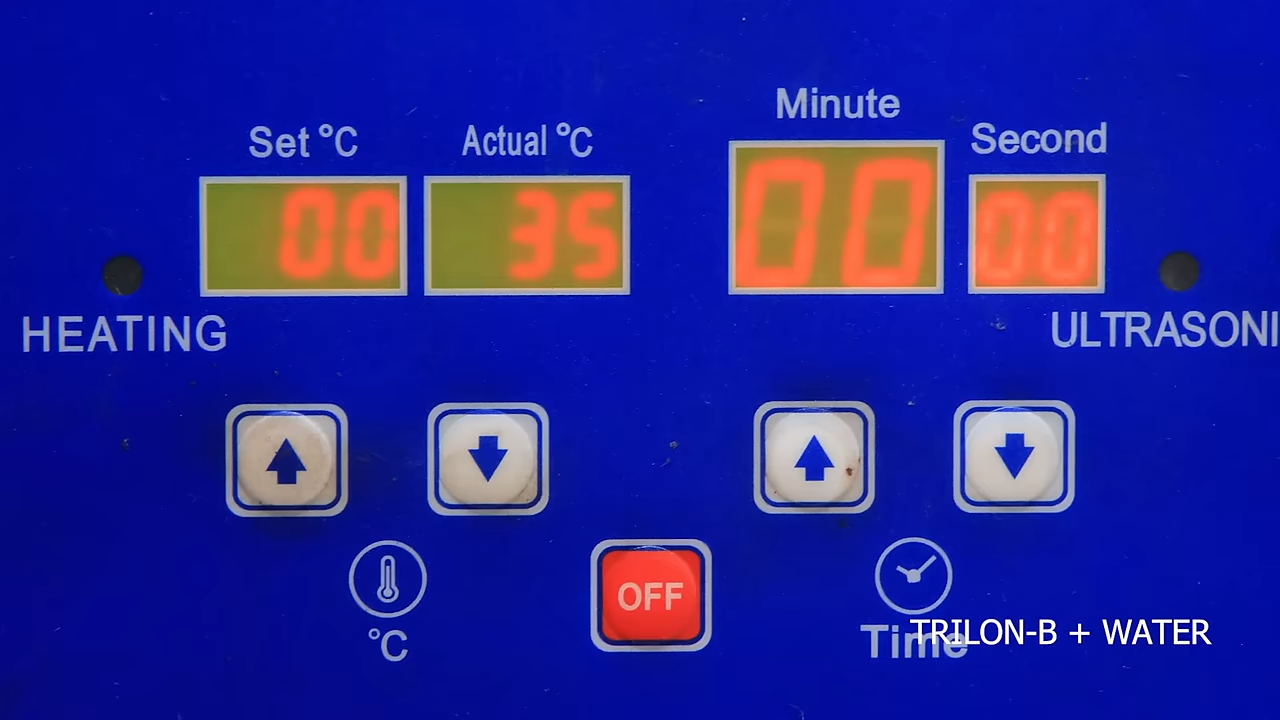 Set °C
Actual °C
Minute
Second
00
35
00
00
HEATING
ULTRASONI
OFF
°C
Time
TRILON-B + WATER